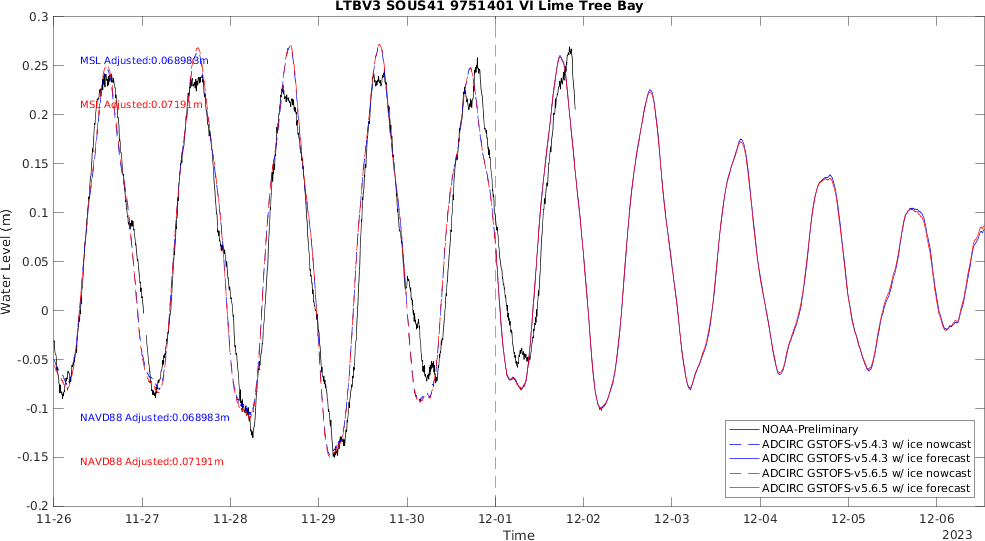 LTBV3 SOUS41 9751401 VI Lime Tree Bay
0.3
0.25
0.2
0.15
0.1
0.05
0
-0.05
-0.1
-0.15
-0.2
Water Level (m)
MSL Adjusted:0.068983m
MSL Adjusted:0.07191m
NAVD88 Adjusted:0.068983m
NAVD88 Adjusted:0.07191m
NOAA-Preliminary
ADCIRC GSTOFS-v5.4.3 w/ ice nowcast
ADCIRC GSTOFS-v5.4.3 w/ ice forecast
ADCIRC GSTOFS-v5.6.5 w/ ice nowcast
ADCIRC GSTOFS-v5.6.5 w/ ice forecast
11-26 11-27 11-28 11-29 11-30 12-01 12-02 12-03 12-04 12-05 12-06
Time
2023